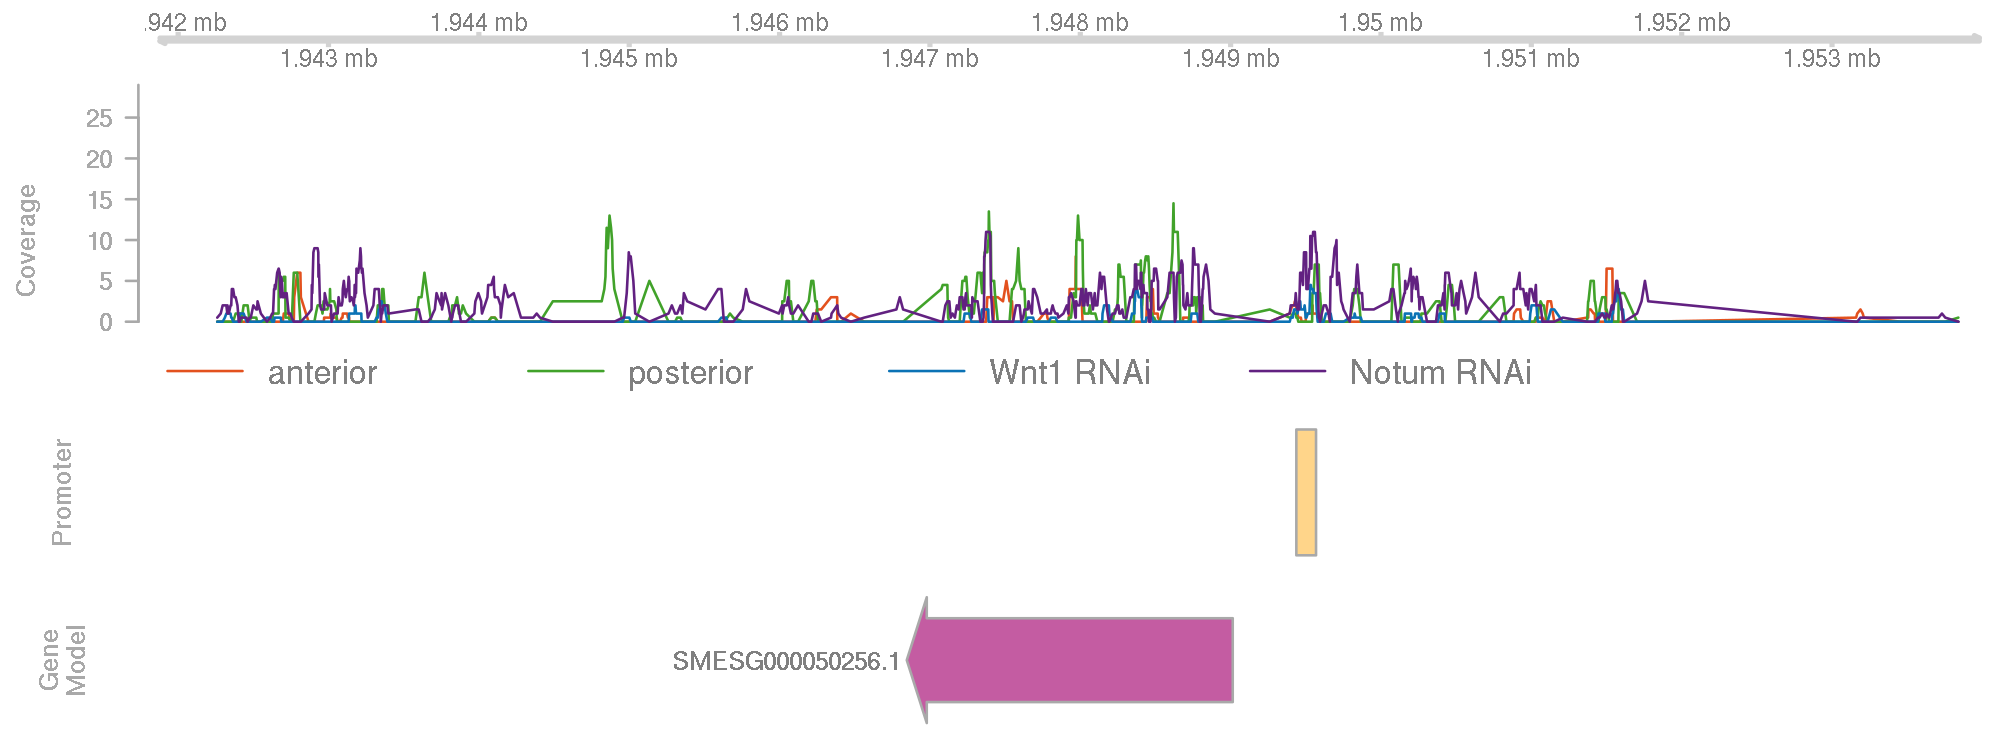 .942 mb 1.944 mb 1.946 mb 1.948 mb 1.95 mb 1.952 mb
1.943 mb 1.945 mb 1.947 mb 1.949 mb 1.951 mb 1.953 mb
Coverage
25
20
15
10
5
0
anterior posterior Wnt1 RNAi Notum RNAi
Promoter
Gene
Model
SMESG000050256.1